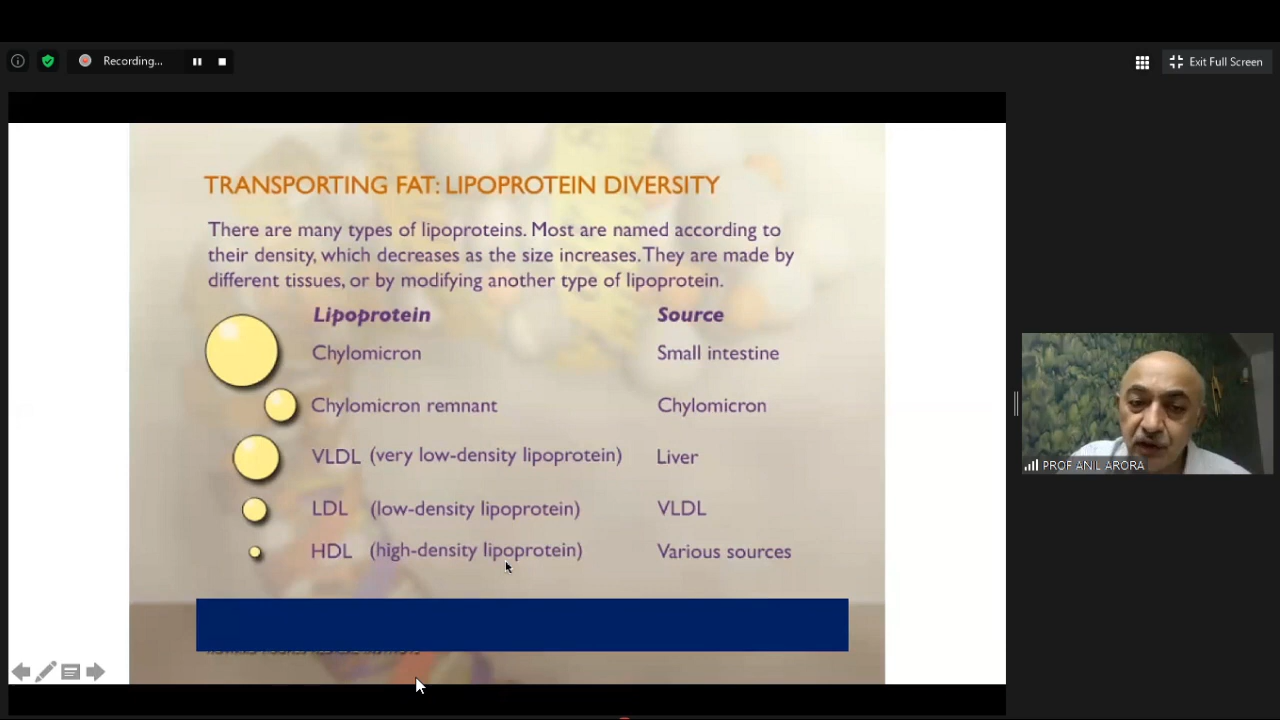 Recording...
Exit Full Screen
TRANSPORTING FAT: LIPOPROTEIN DIVERSITY
There are many types of lipoproteins. Most are named according to
their density, which decreases as the size increases. They are made by
different tissues, or by modifying another type of lipoprotein.
Lipoprotein Source
Chylomicron Small intestine
Chylomicron remnant Chylomicron
VLDL (very low-density lipoprotein) Liver
LDL (low-density lipoprotein) VLDL
HDL (high-density lipoprotein) Various sources
PROF ANIL ARORA